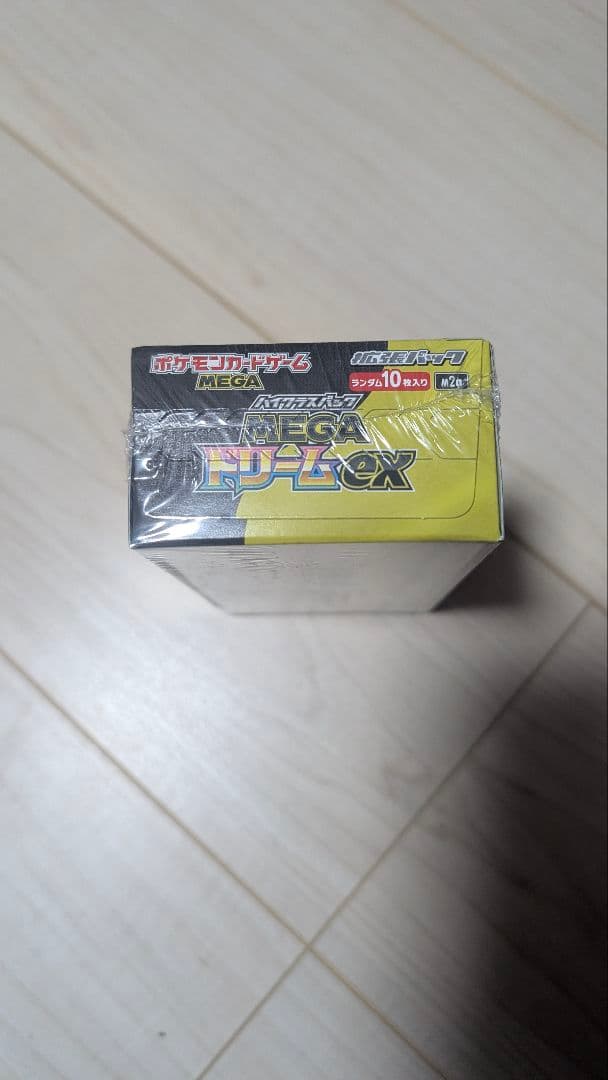 ポケモンカードゲーム
MEGA
拡張パック
ランダム10枚入り
M2a
ハイクラスパック
MEGA
ドリームex